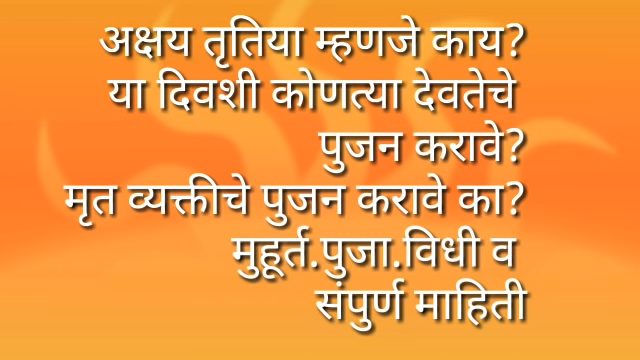 अक्षय तृतिया म्हणजे काय?
या दिवशी कोणत्या देवतेचे
पुजन करावे?
मृत व्यक्तीचे पुजन करावे का?
मुहूर्त.पुजा.विधी व
संपुर्ण माहिती